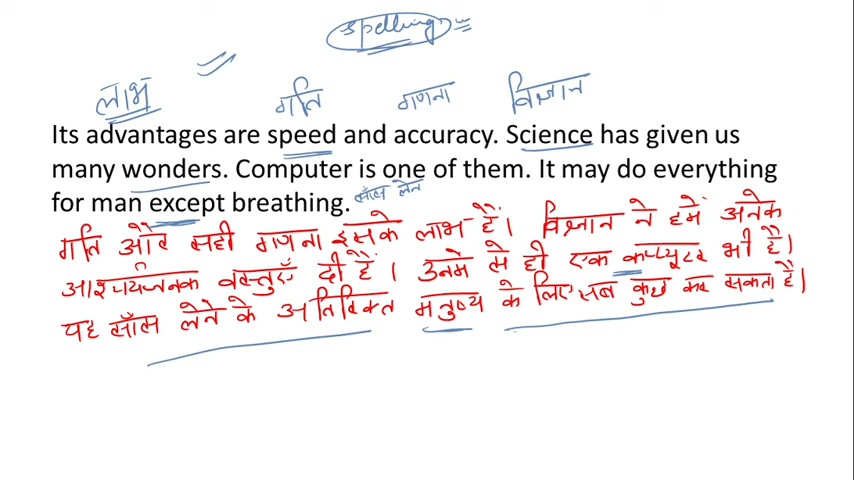 spelling
लाभ गति गणना विज्ञान
Its advantages are speed and accuracy. Science has given us
many wonders. Computer is one of them. It may do everything
for man except breathing. साँस लेन
गति और सही गणना इसके लाभ हैं। विज्ञान ने हमें अनेक
आश्चर्यजनक वस्तुएँ दी हैं। उनमें से ही एक कम्प्यूटर भी है।
यह साँस लेने के अतिरिक्त मनुष्य के लिए सब कुछ कर सकता है।